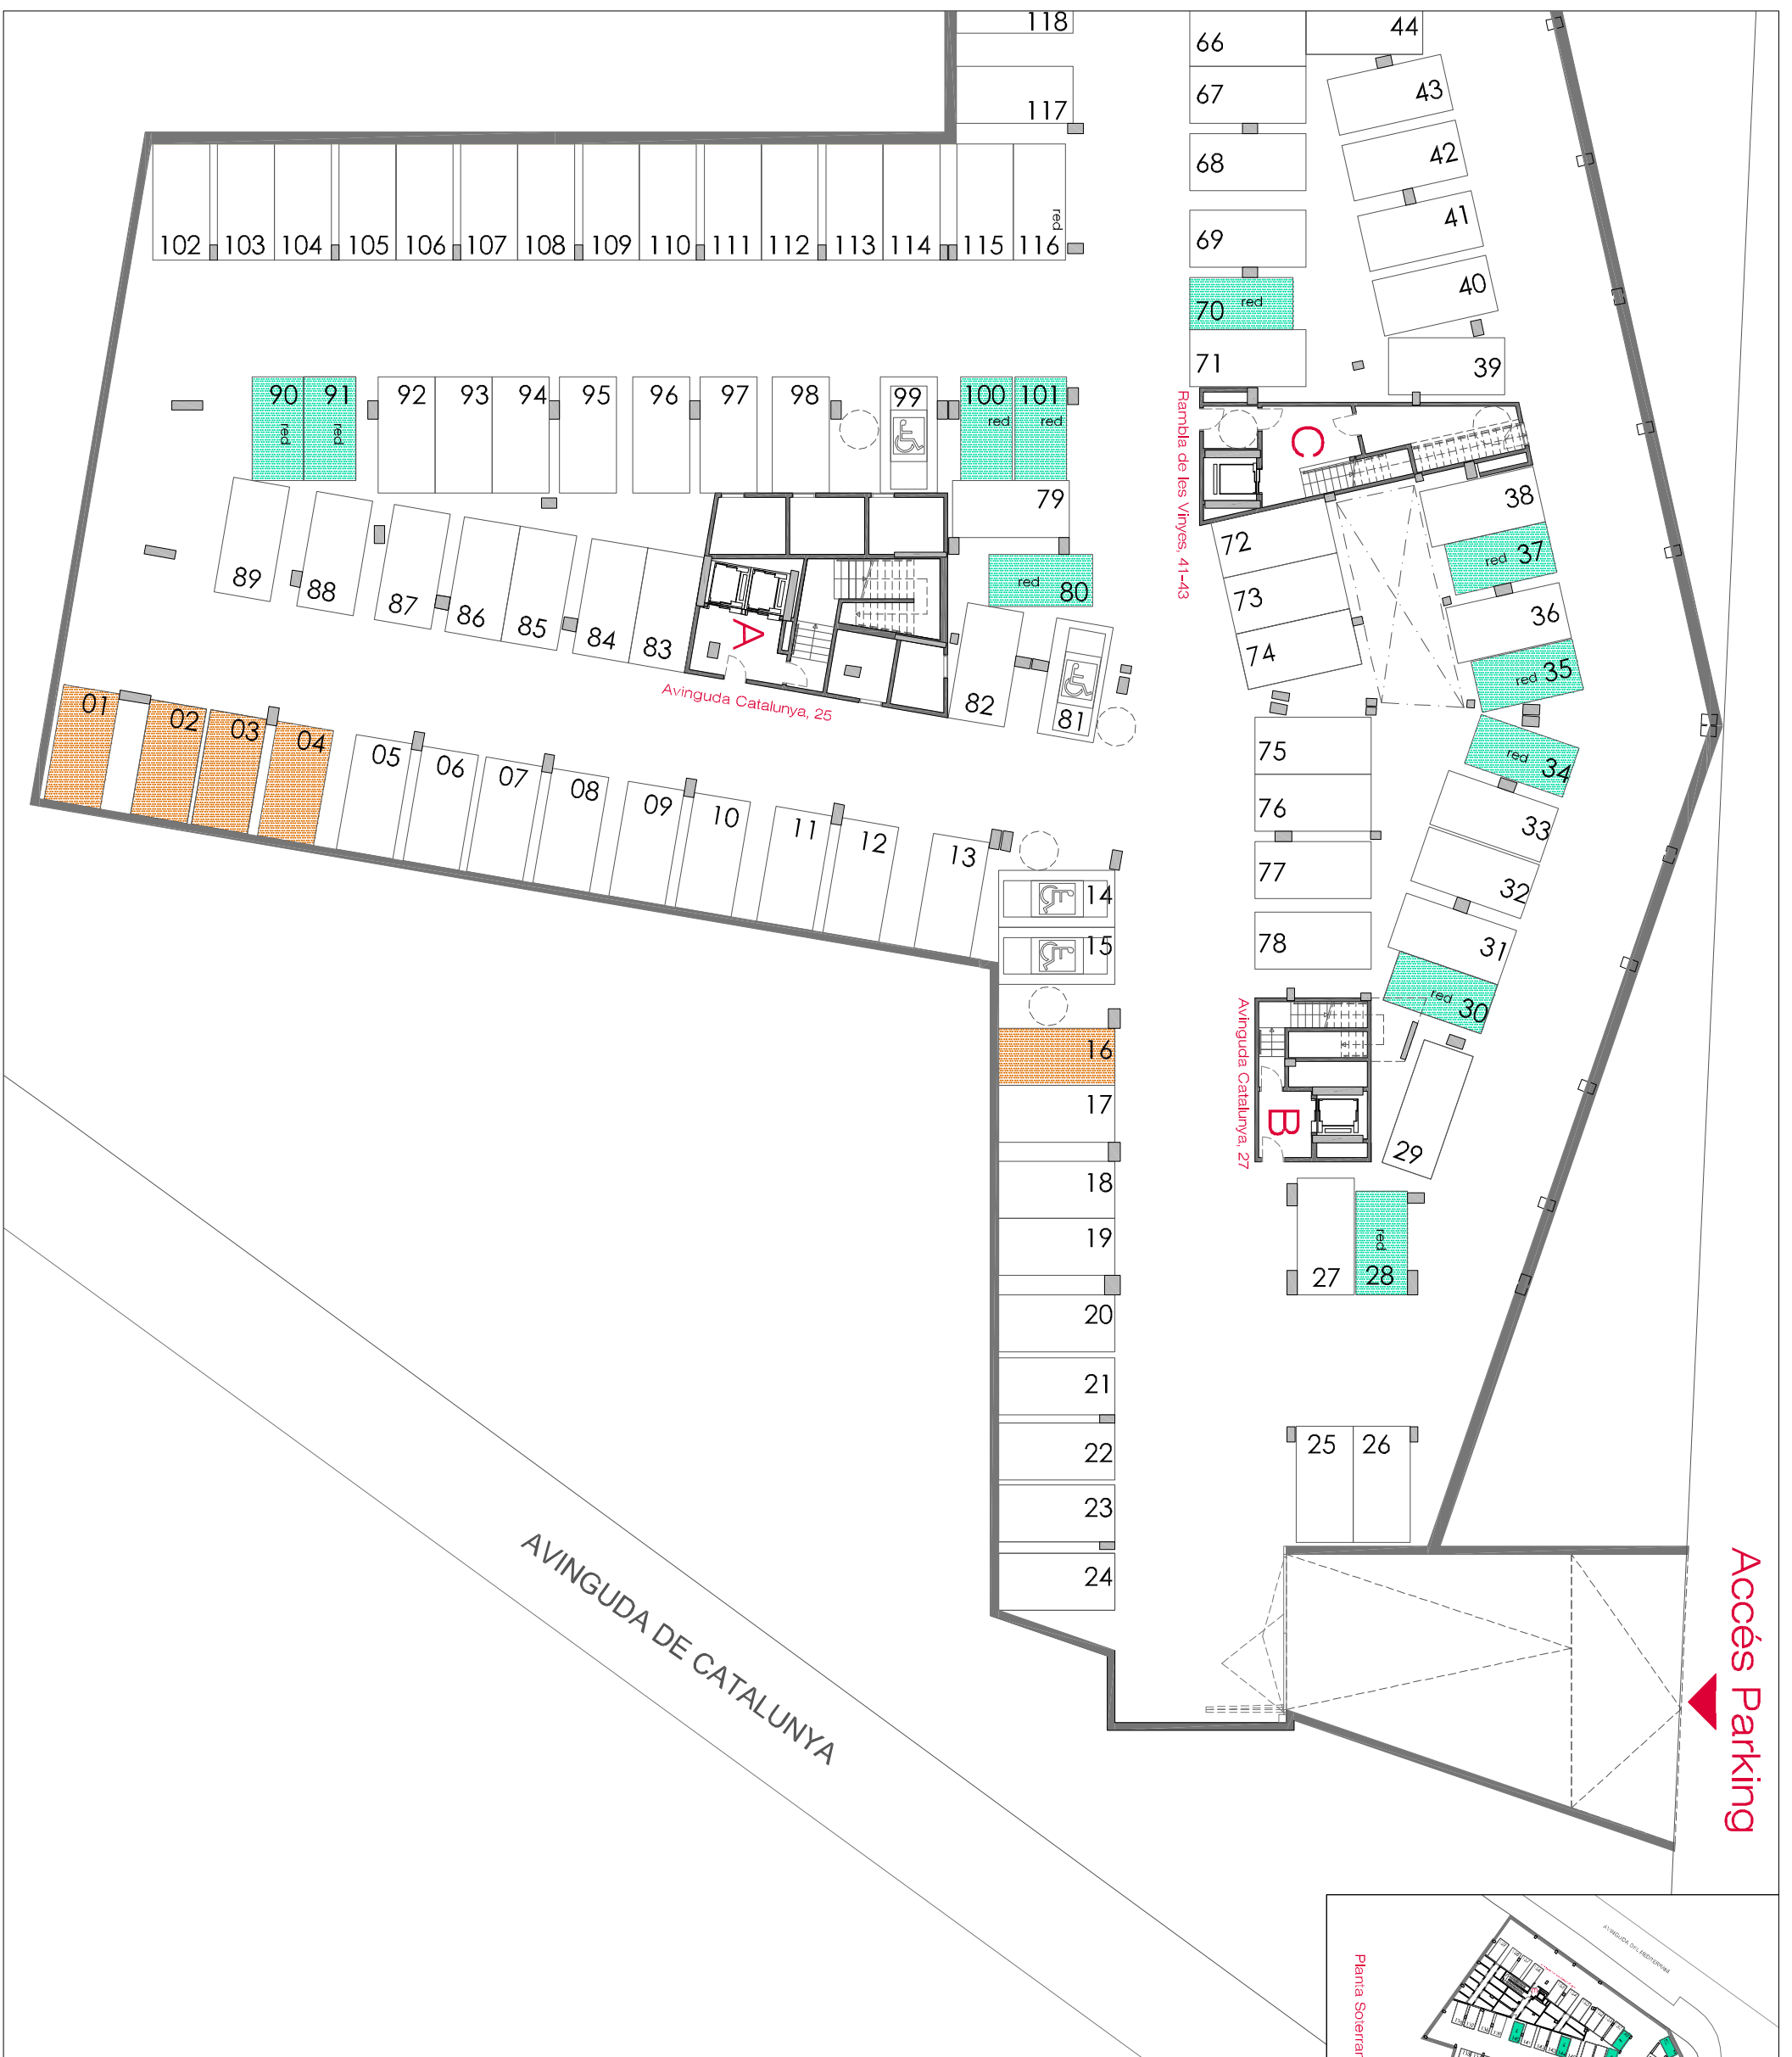 118
66
44
117
67
43
68
42
41
69
40
102 103 104 105 106 107 108 109 110 111 112 113 114 115 116
red
70 red
71
39
90 91 92 93 94 95 96 97 98 99 100 101
red red red red
Rambla de les Vinyes, 41-43
C
79
38
72
red 37
red 80
73
36
89 88 87 86 85 84 83
A
74
red 35
Avinguda Catalunya, 25
82 81
01 02 03 04 05 06 07 08 09 10 11 12 13
75
red 34
76
33
77
32
14
15
78
31
red 30
16
Avinguda Catalunya, 27
B
17
29
18
19
27
red
28
20
21
22
25 26
23
24
AVINGUDA DE CATALUNYA
Accés Parking
Planta Soterran